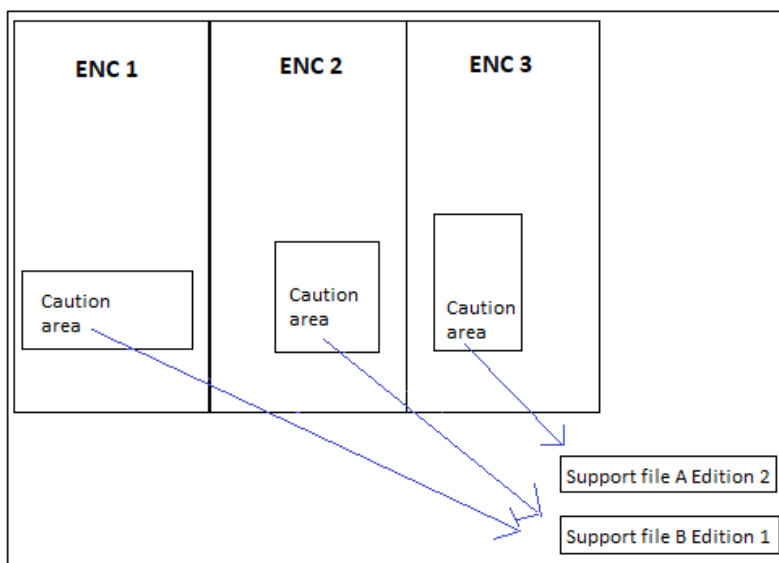 ENC 1
ENC 2
ENC 3
Caution
area
Caution
area
Caution
area
Support file A Edition 2
Support file B Edition 1